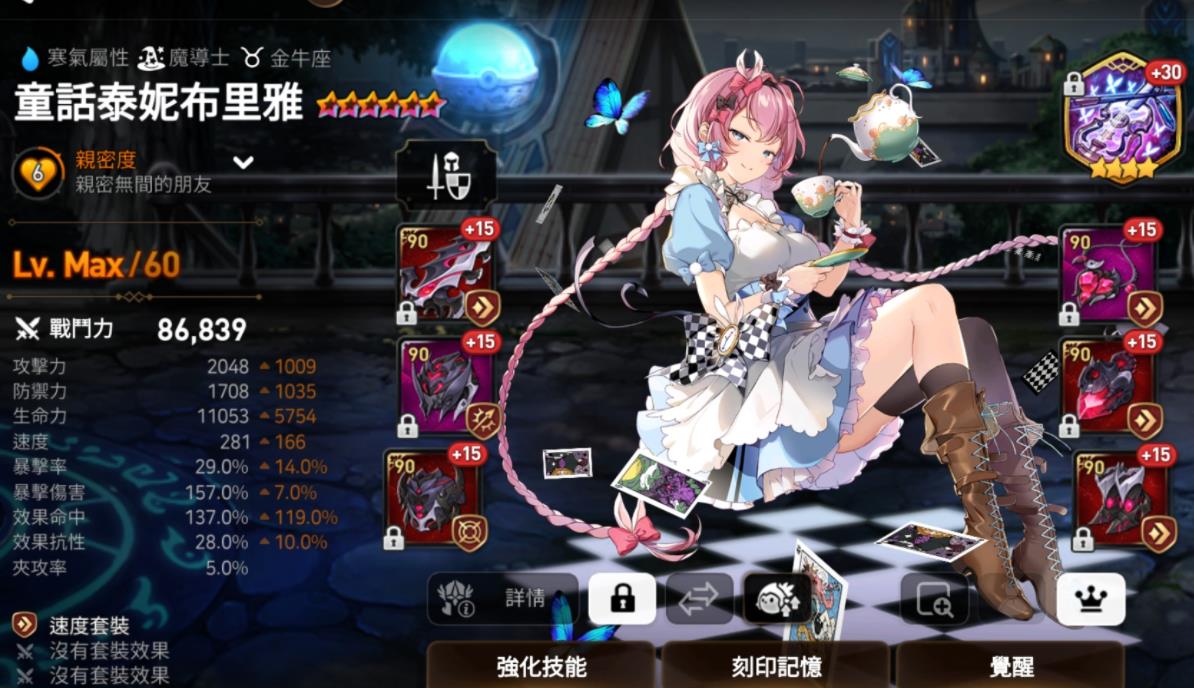 寒氣屬性 魔導士 金牛座
童話泰妮布里雅
+30
6
親密度
親密無間的朋友
Lv. Max/60
戰鬥力 86,839
攻擊力 2048 1009
防禦力 1708 1035
生命力 11053 5754
速度 281 166
暴擊率 29.0% 14.0%
暴擊傷害 157.0% 7.0%
效果命中 137.0% 119.0%
效果抗性 28.0% 10.0%
夾攻率 5.0%
速度套裝
沒有套裝效果
沒有套裝效果
90 +15
90 +15
90 +15
90 +15
90 +15
90 +15
詳情
強化技能 刻印記憶 覺醒